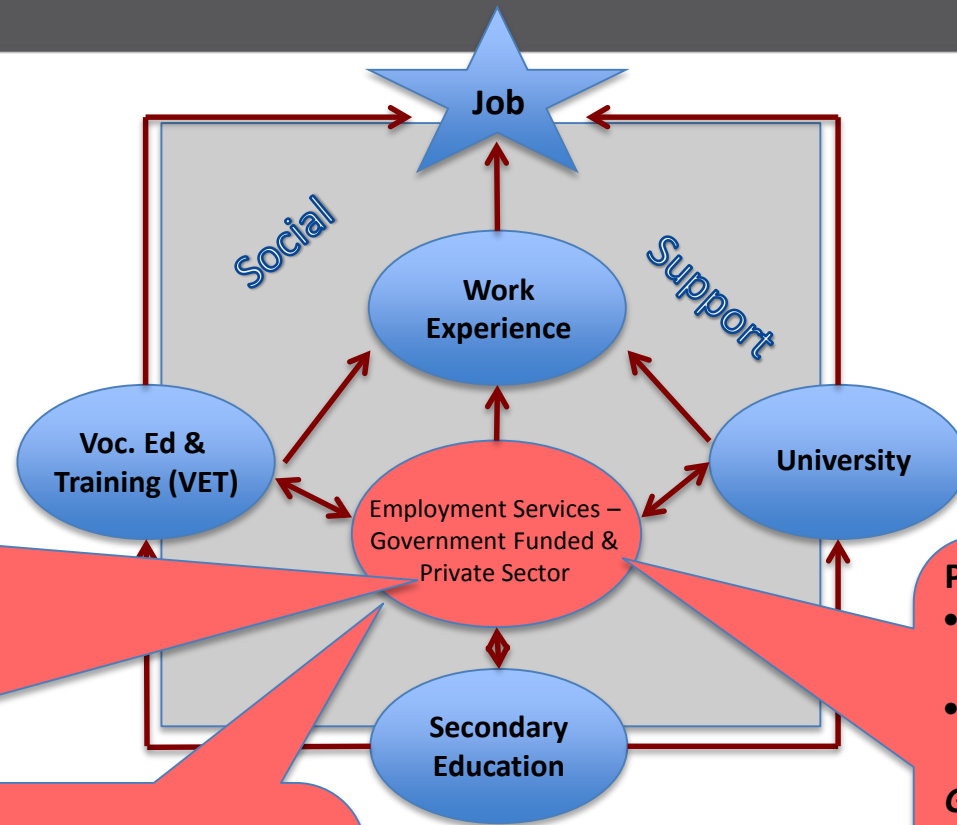 Job
Social
Support
Work
Experience
Voc. Ed &
Training (VET)
University
Employment Services –
Government Funded &
Private Sector
P
•
•
G
Secondary
Education